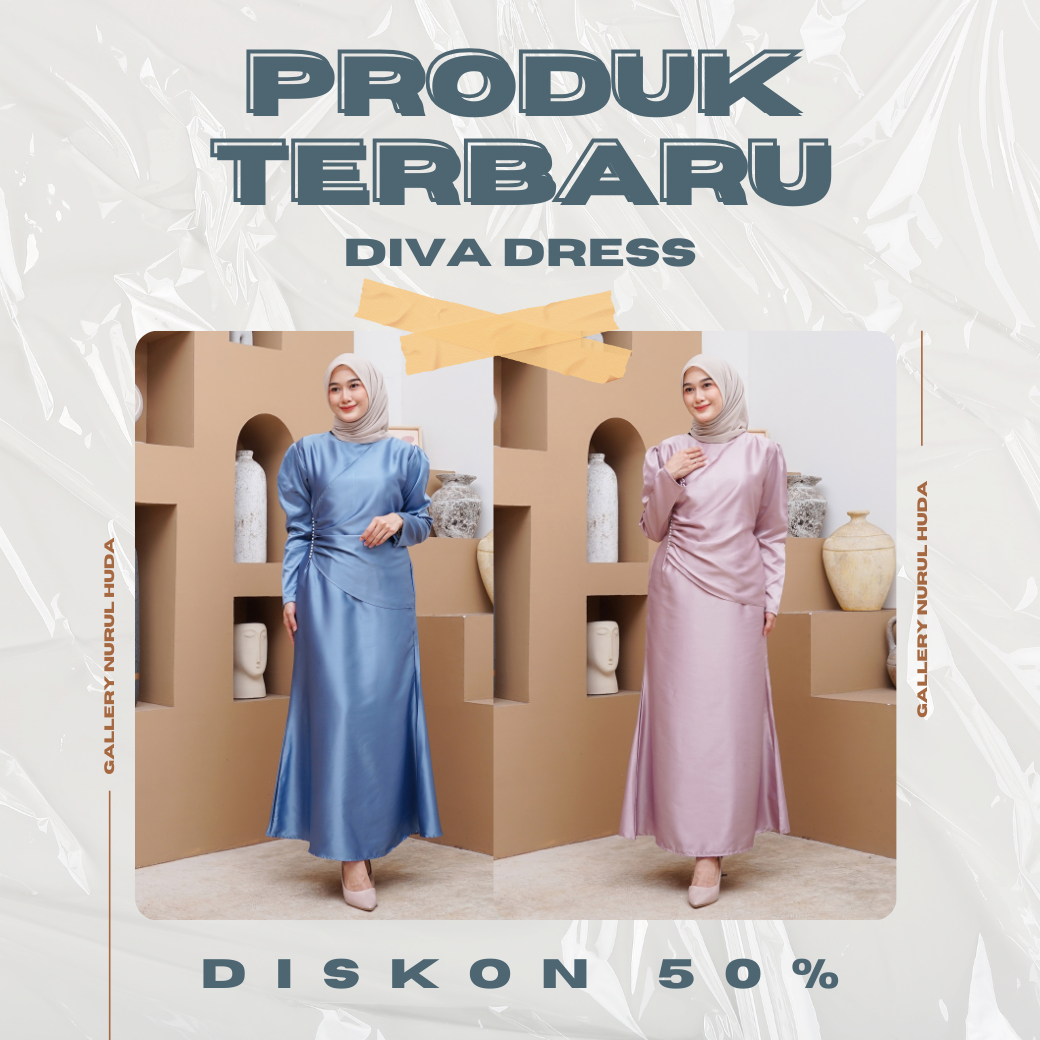 PRODUK
TERBARU
DIVA DRESS
GALLERY NURUL HUDA
GALLERY NURUL HUDA
DISKON 50%